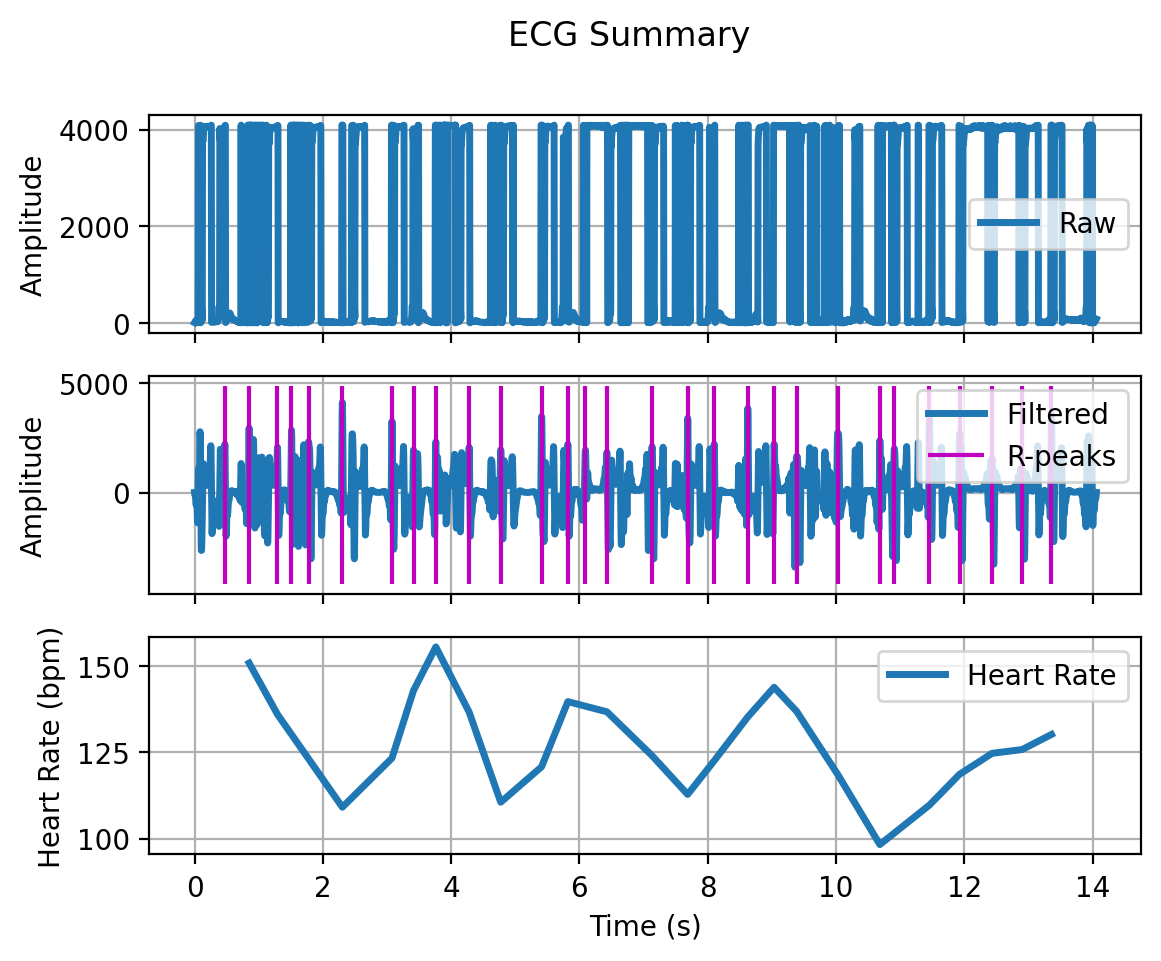 ECG Summary
4000
2000
0
Amplitude
Raw
5000
0
Amplitude
Filtered
R-peaks
150
125
100
Heart Rate (bpm)
Heart Rate
0 2 4 6 8 10 12 14
Time (s)